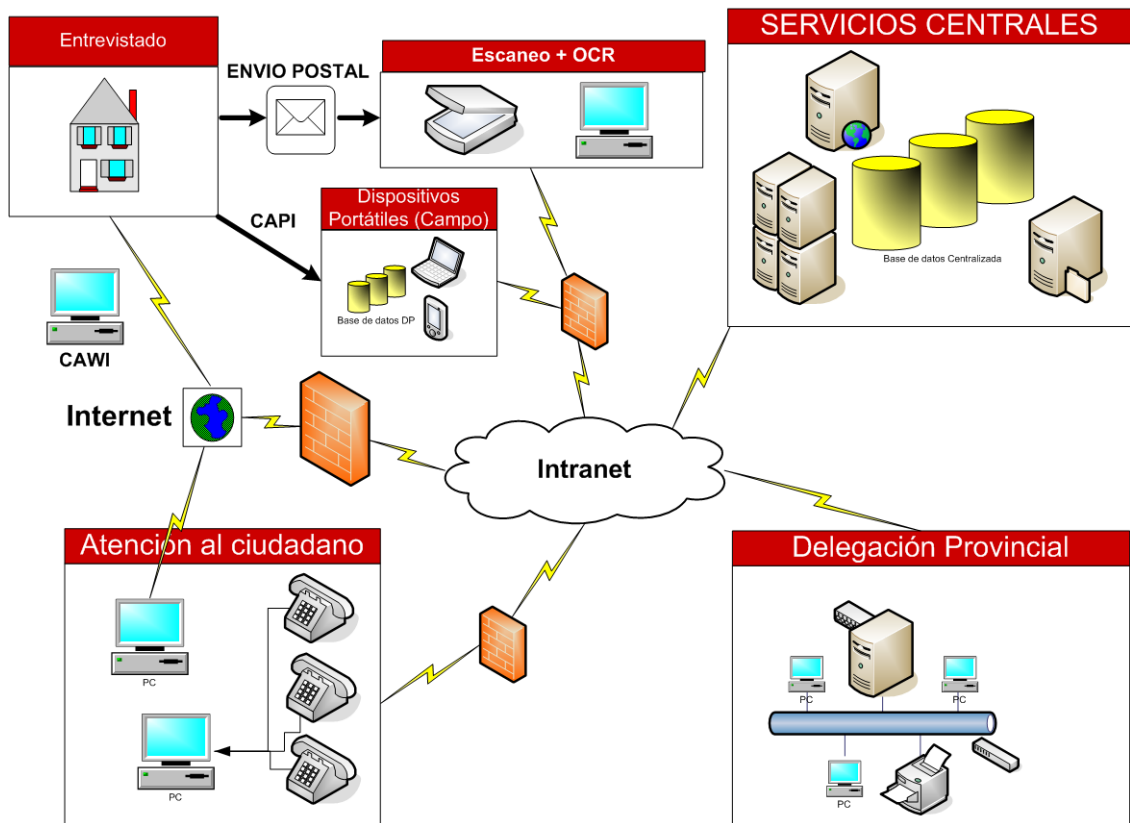 Entrevistado
ENVIO POSTAL
Escaneo + OCR
SERVICIOS CENTRALES
Base de datos Centralizada
CAPI
Dispositivos
Portátiles (Campo)
Base de datos DP
CAWI
Internet
Intranet
Atención al ciudadano
PC
PC
Delegación Provincial
PC
PC
PC